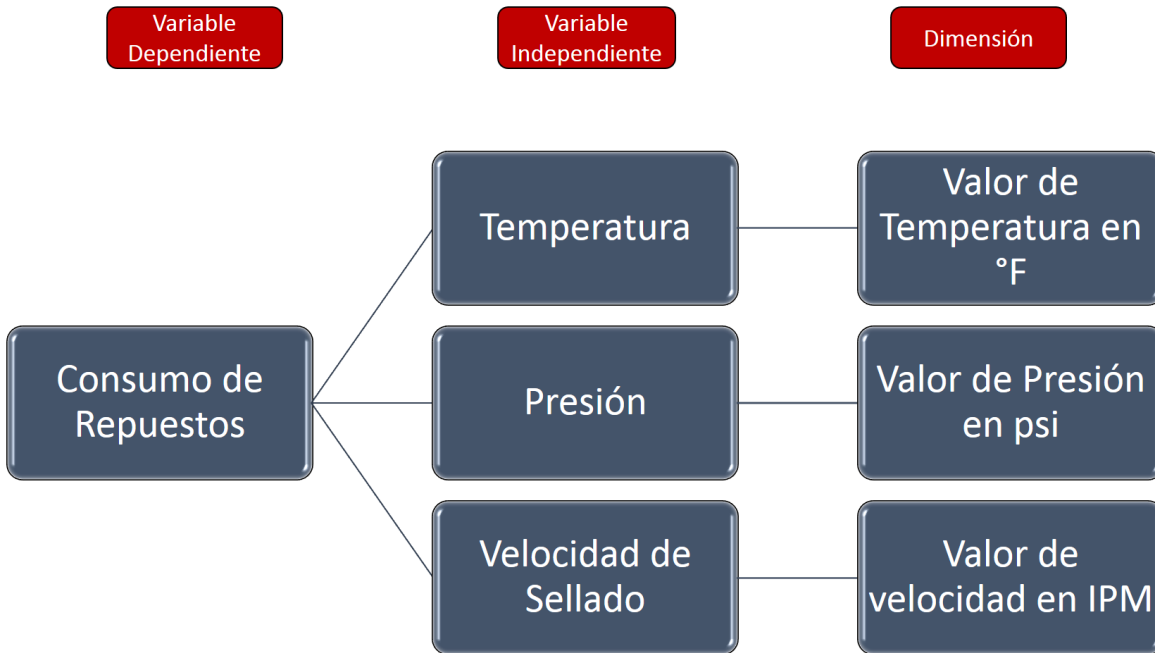 Variable
Dependiente
Variable
Independiente
Dimensión
Temperatura
Valor de
Temperatura en
°F
Consumo de
Repuestos
Presión
Valor de Presión
en psi
Velocidad de
Sellado
Valor de
velocidad en IPM